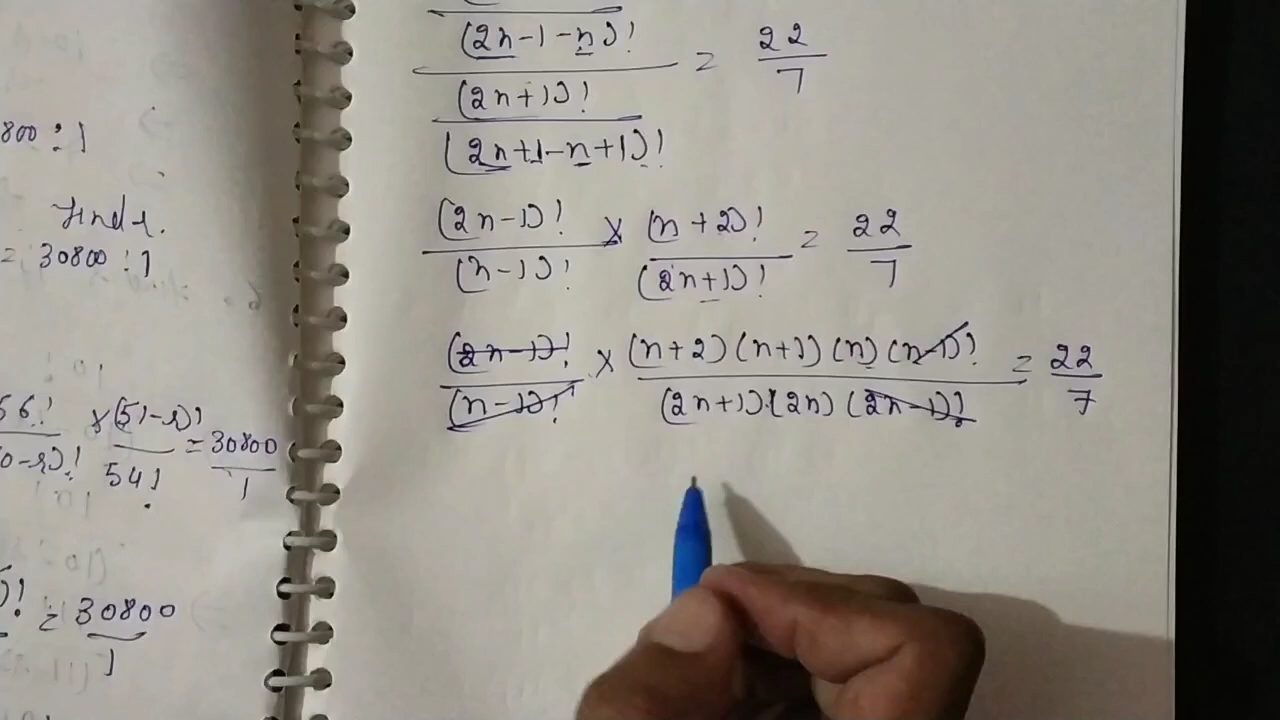 800 : 1
Find r.
= 30800 : 1
56! × (51-r)! = 30800
54! 1
)! = 30800
1
(2n-1-n)! = 22
(2n+1)! 7
(2n+1-n+1)!
(2n-1)! × (n+2)! = 22
(n-1)! (2n+1)! 7
(2n-1)! × (n+2)(n+1)(n)(n-1)! = 22
(n-1)! (2n+1).(2n)(2n-1)! 7